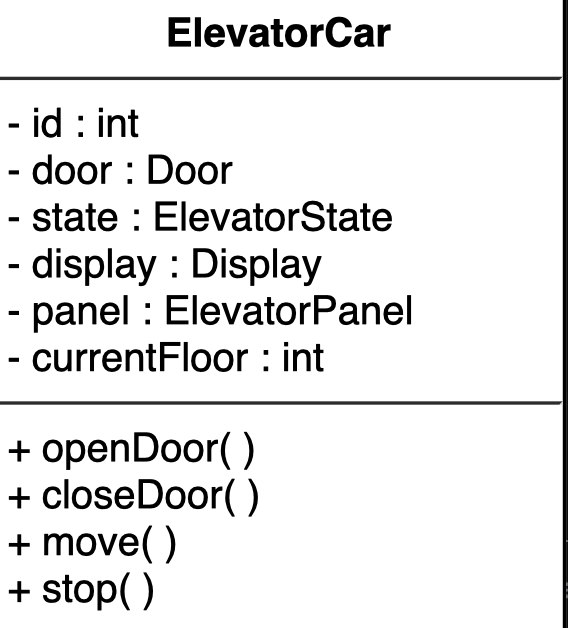 ElevatorCar
- id : int
- door : Door
- state : ElevatorState
- display : Display
- panel : ElevatorPanel
- currentFloor : int
+ openDoor( )
+ closeDoor( )
+ move( )
+ stop( )